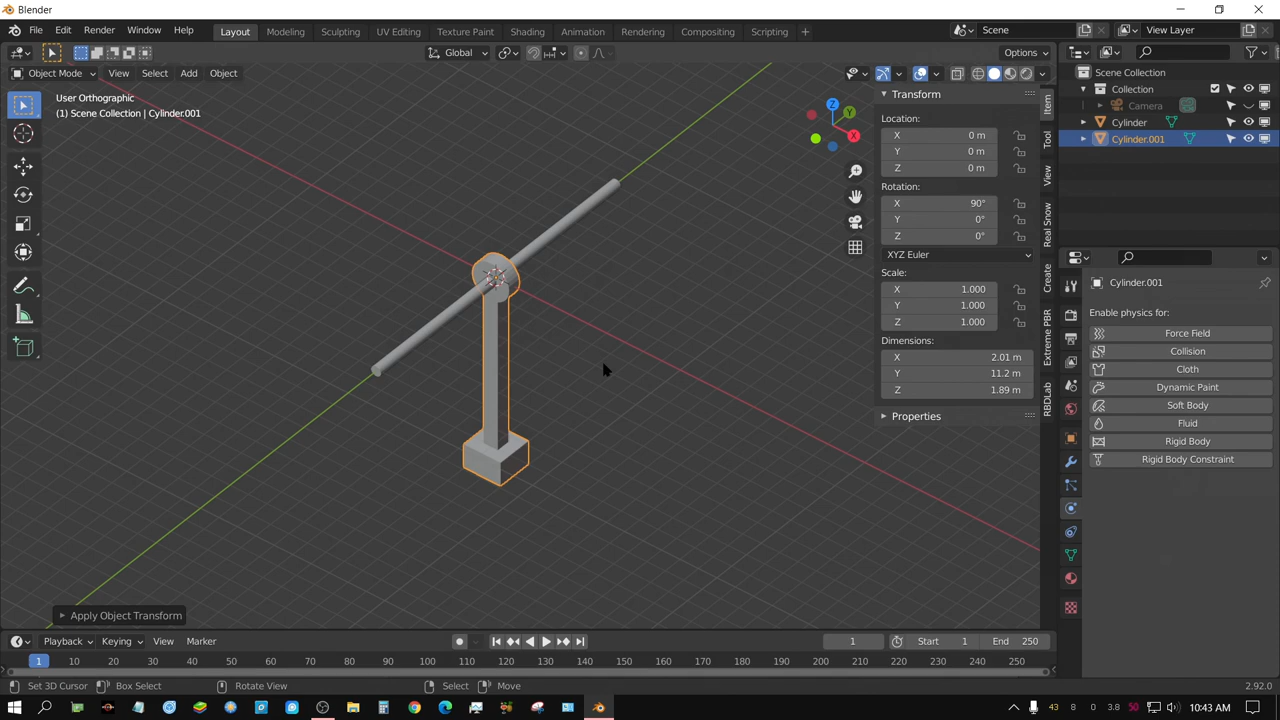 Blender
File Edit Render Window Help Layout Modeling Sculpting UV Editing Texture Paint Shading Animation Rendering Compositing Scripting + Scene View Layer
Global Options
Object Mode View Select Add Object
User Orthographic
(1) Scene Collection | Cylinder.001
Z
Y
X
Transform
Location:
X 0 m
Y 0 m
Z 0 m
Rotation:
X 90°
Y 0°
Z 0°
XYZ Euler
Scale:
X 1.000
Y 1.000
Z 1.000
Dimensions:
X 2.01 m
Y 11.2 m
Z 1.89 m
Properties
Item
Tool
View
Real Snow
Create
Extreme PBR
RBDLab
Scene Collection
Collection
Camera
Cylinder
Cylinder.001
Cylinder.001
Enable physics for:
Force Field
Collision
Cloth
Dynamic Paint
Soft Body
Fluid
Rigid Body
Rigid Body Constraint
Apply Object Transform
Playback Keying View Marker 1 Start 1 End 250
1 10 20 30 40 50 60 70 80 90 100 110 120 130 140 150 160 170 180 190 200 210 220 230 240 250
Set 3D Cursor Box Select Rotate View Select Move 2.92.0
43 8 0 3.8 50 10:43 AM